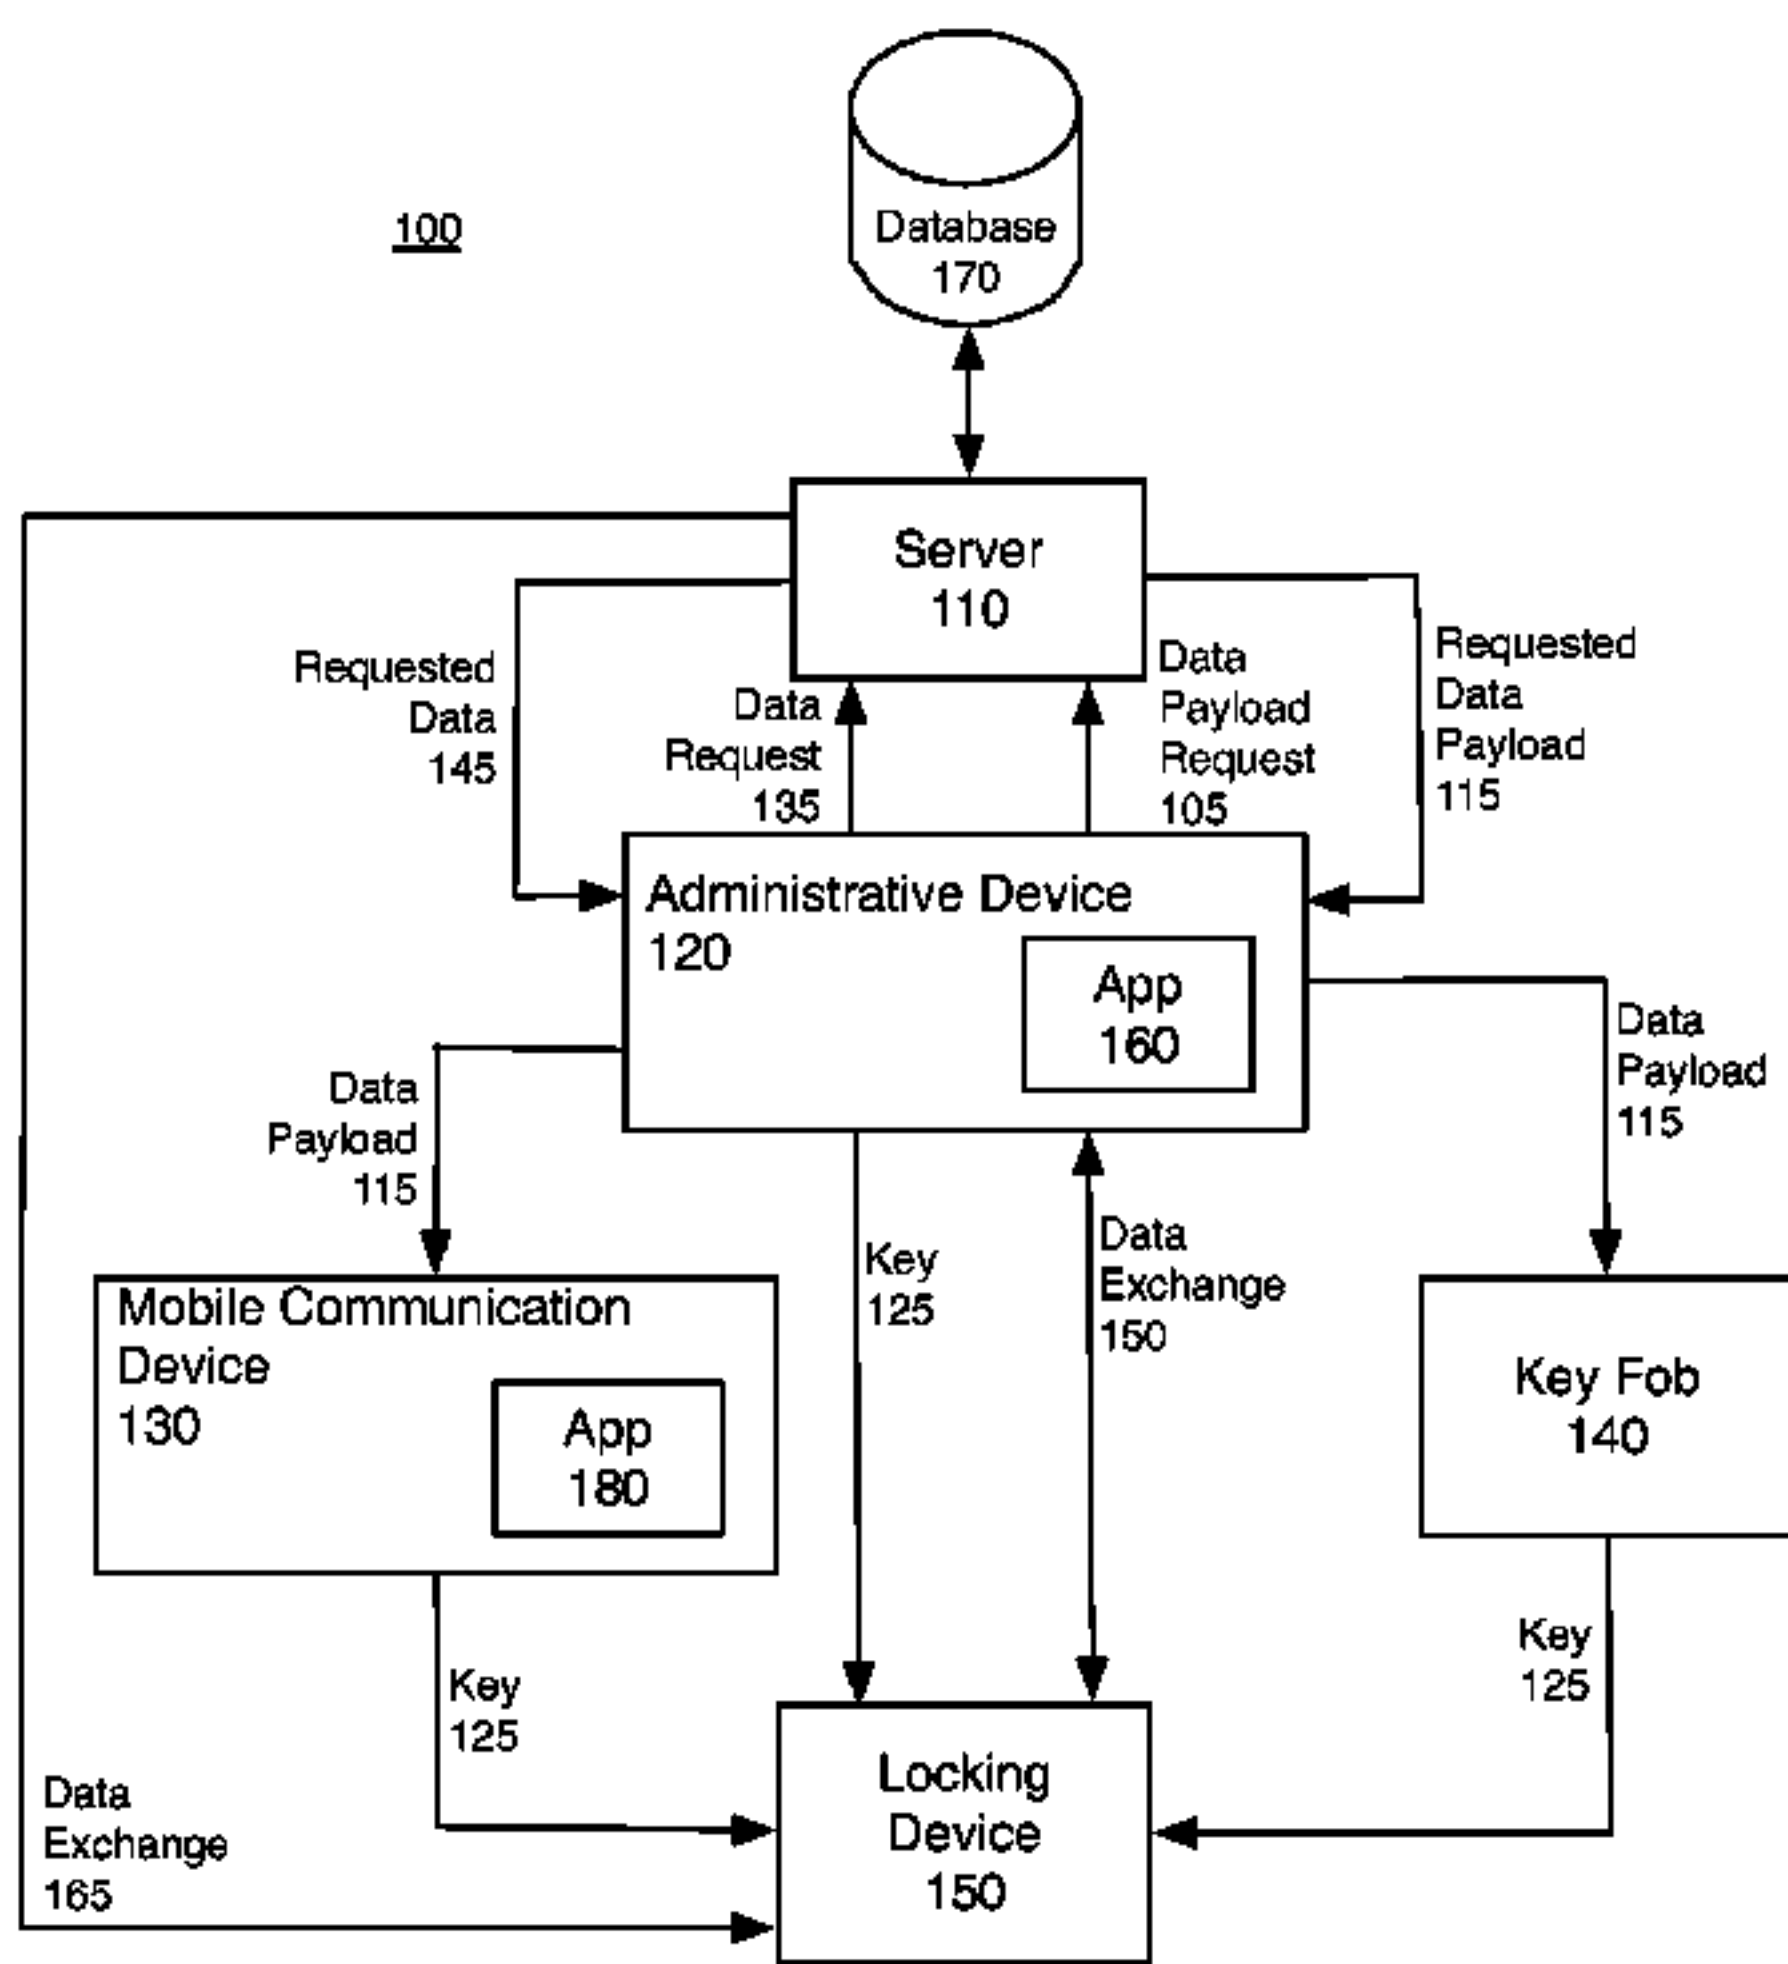 100
Database
170
Server
110
Requested
Data
145
Data
Request
135
Data
Payload
Request
105
Requested
Data
Payload
115
Administrative Device
120
App
160
Data
Payload
115
Data
Payload
115
Key
125
Data
Exchange
150
Mobile Communication
Device
130
App
180
Key Fob
140
Key
125
Key
125
Data
Exchange
165
Locking
Device
150